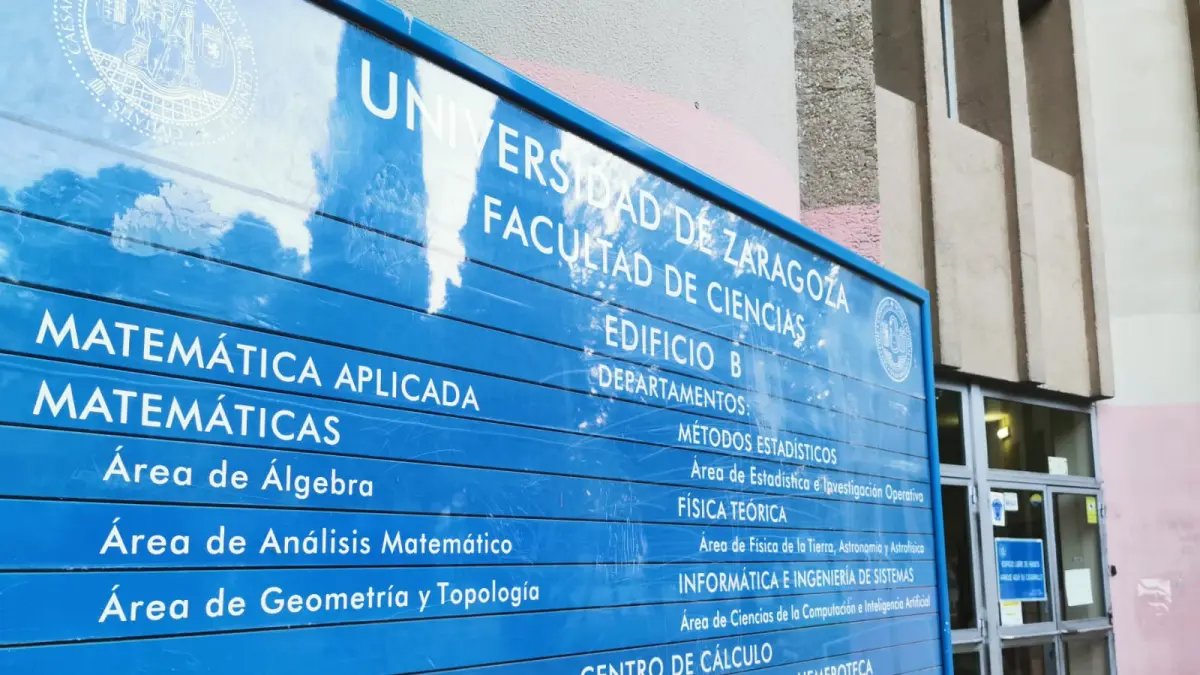 UNIVERSIDAD DE ZARAGOZA
FACULTAD DE CIENCIAS
EDIFICIO B
DEPARTAMENTOS:
MATEMÁTICA APLICADA
MATEMÁTICAS
Área de Álgebra
Área de Análisis Matemático
Área de Geometría y Topología
MÉTODOS ESTADÍSTICOS
Área de Estadística e Investigación Operativa
FÍSICA TEÓRICA
Área de Física de la Tierra, Astronomía y Astrofísica
INFORMÁTICA E INGENIERÍA DE SISTEMAS
Área de Ciencias de la Computación e Inteligencia Artificial
CENTRO DE CÁLCULO
HEMEROTECA